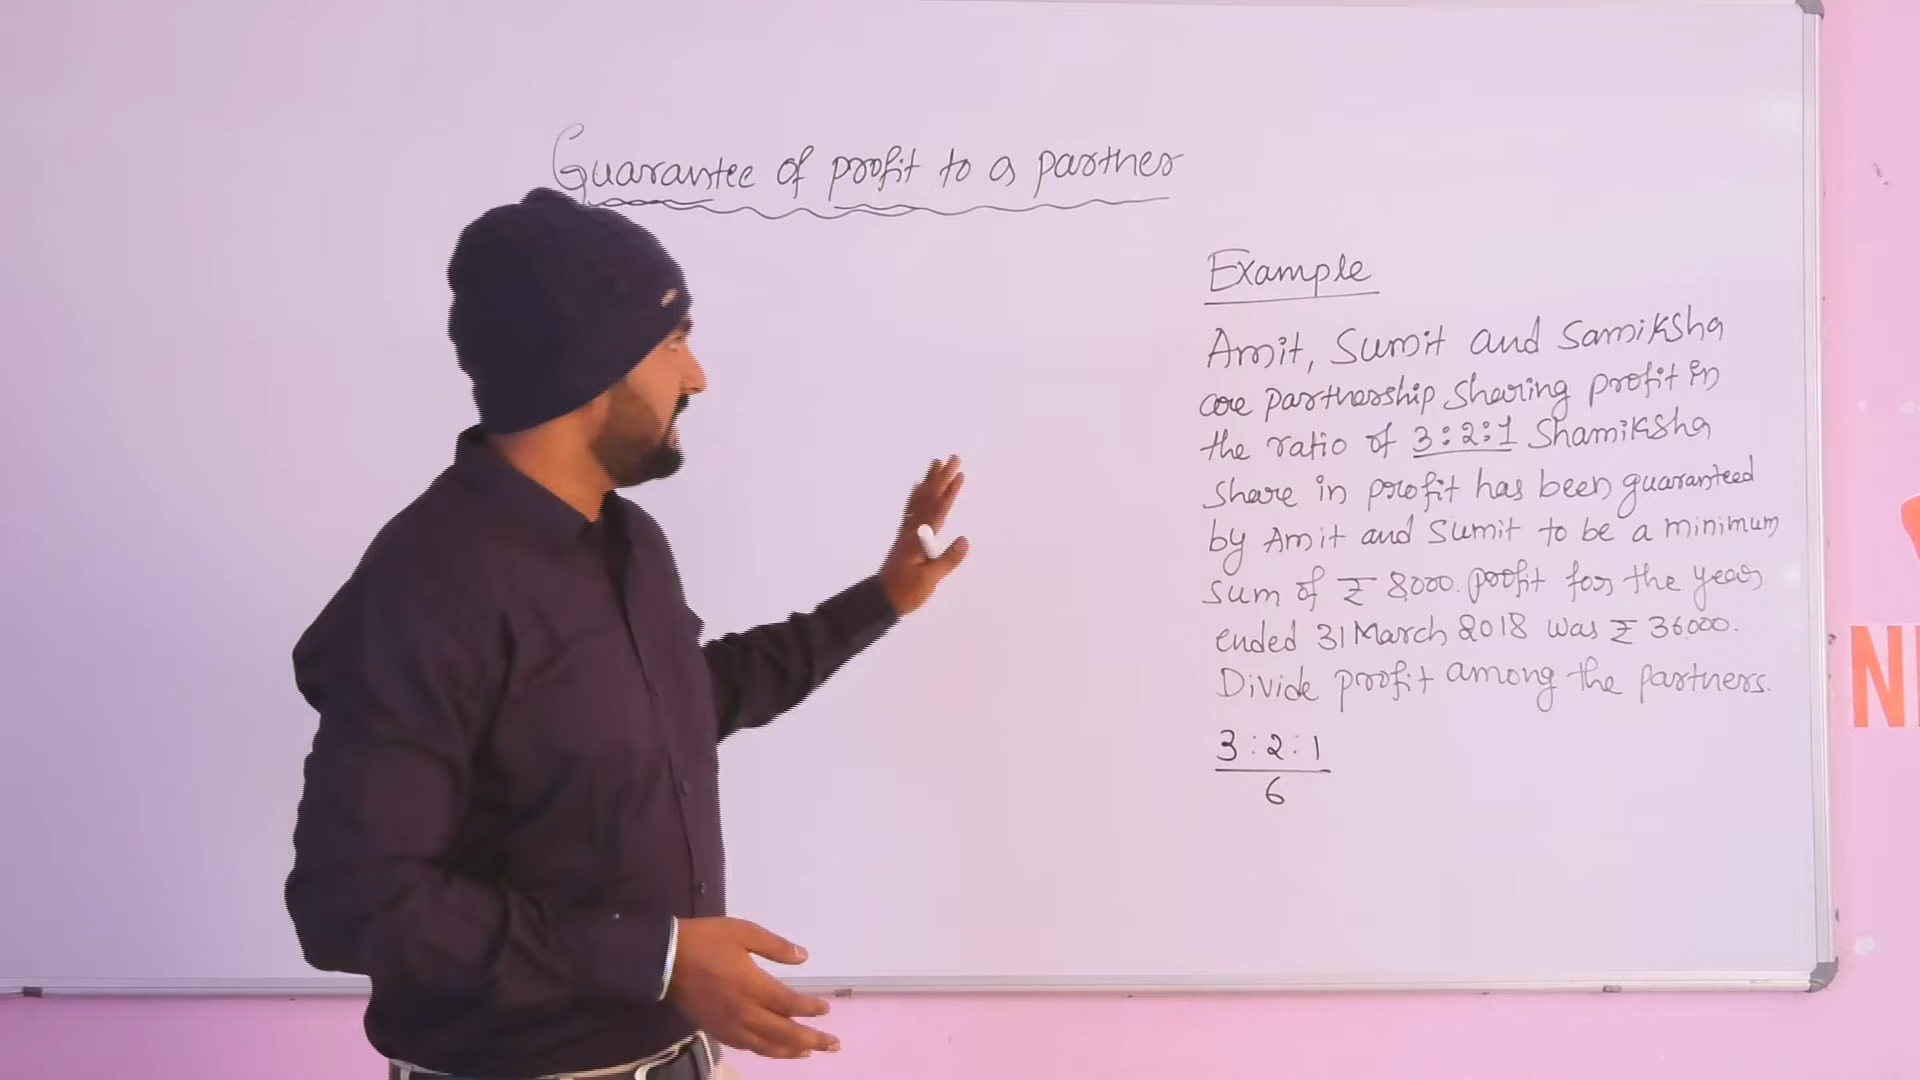 Guarantee of profit to a partner
Example
Amit, Sumit and Samiksha
are partnership sharing profit in
the ratio of 3:2:1 Shamiksha
share in profit has been guaranteed
by Amit and Sumit to be a minimum
sum of ₹ 8000. profit for the year
ended 31 March 2018 was ₹ 36000.
Divide profit among the partners.
3:2:1
6
N